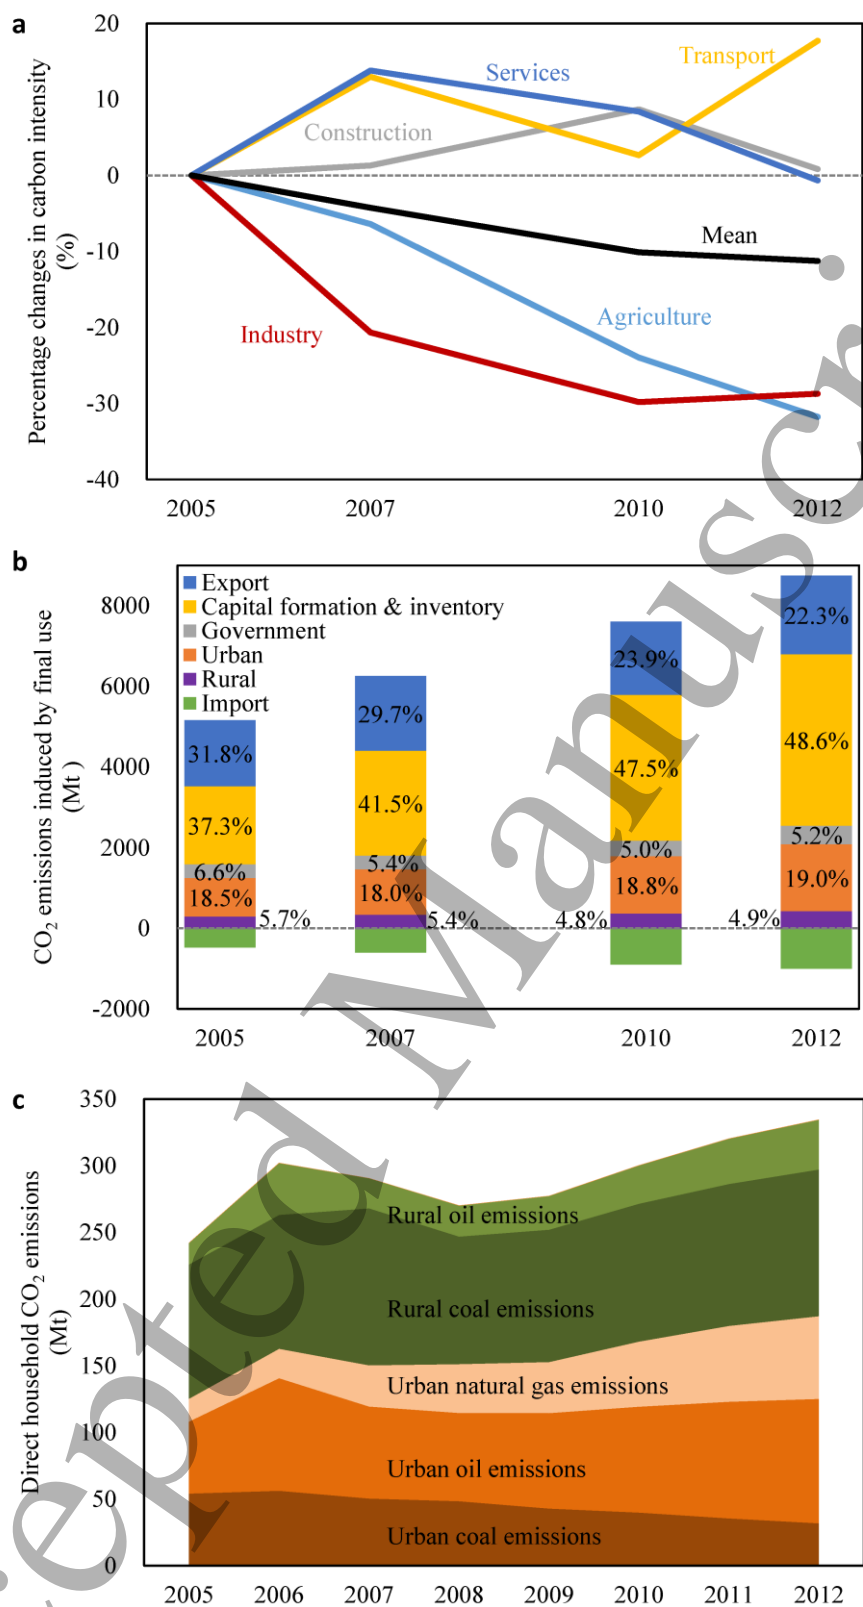 a
20
10
0
-10
-20
-30
-40
Percentage changes in carbon intensity
(%)
Services
Transport
Construction
Mean
Agriculture
Industry
2005 2007 2010 2012
b
8000
6000
4000
2000
0
-2000
CO₂ emissions induced by final use
(Mt )
Export
Capital formation & inventory
Government
Urban
Rural
Import
31.8%
37.3%
6.6%
18.5%
5.7%
29.7%
41.5%
5.4%
18.0%
5.4%
23.9%
47.5%
5.0%
18.8%
4.8%
22.3%
48.6%
5.2%
19.0%
4.9%
2005 2007 2010 2012
c
350
300
250
200
150
100
50
0
Direct household CO₂ emissions
(Mt)
Rural oil emissions
Rural coal emissions
Urban natural gas emissions
Urban oil emissions
Urban coal emissions
2005 2006 2007 2008 2009 2010 2011 2012
epted Manuscri